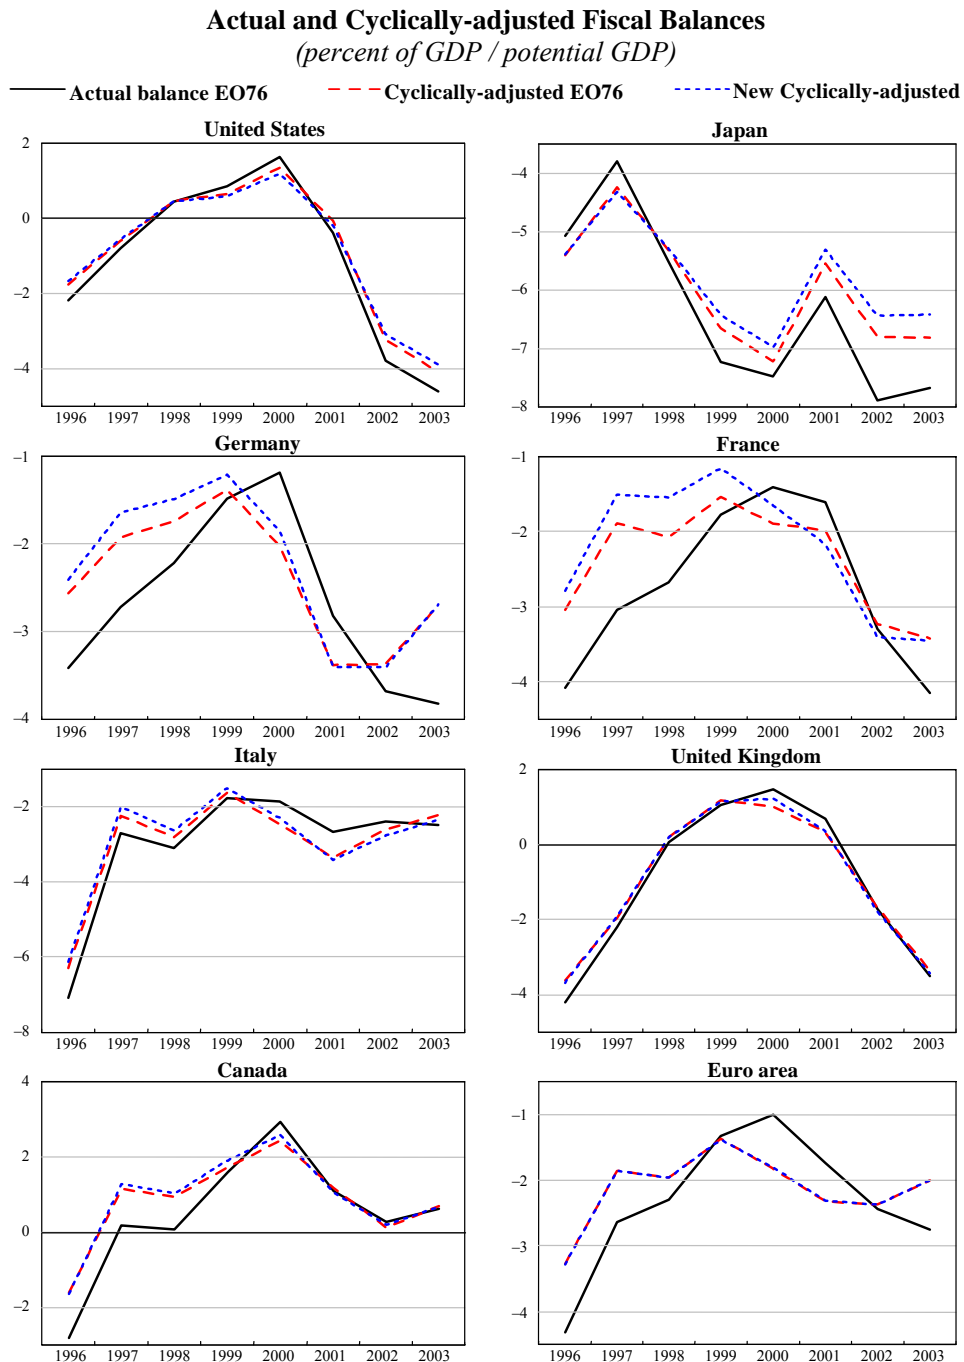 Actual and Cyclically-adjusted Fiscal Balances
(percent of GDP / potential GDP)
Actual balance EO76 Cyclically-adjusted EO76 New Cyclically-adjusted
United States
2
0
–2
–4
1996 1997 1998 1999 2000 2001 2002 2003
Japan
–4
–5
–6
–7
–8
1996 1997 1998 1999 2000 2001 2002 2003
Germany
–1
–2
–3
–4
1996 1997 1998 1999 2000 2001 2002 2003
France
–1
–2
–3
–4
1996 1997 1998 1999 2000 2001 2002 2003
Italy
–2
–4
–6
–8
1996 1997 1998 1999 2000 2001 2002 2003
United Kingdom
2
0
–2
–4
1996 1997 1998 1999 2000 2001 2002 2003
Canada
4
2
0
–2
1996 1997 1998 1999 2000 2001 2002 2003
Euro area
–1
–2
–3
–4
1996 1997 1998 1999 2000 2001 2002 2003